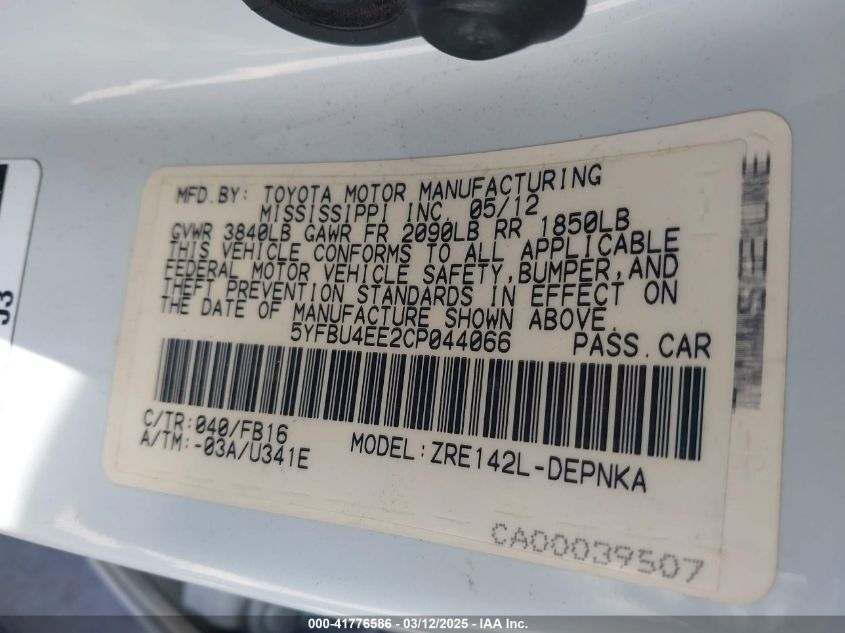 MFD.BY: TOYOTA MOTOR MANUFACTURING
MISSISSIPPI INC. 05/12
GVWR 3840LB GAWR FR 2090LB RR 1850LB
THIS VEHICLE CONFORMS TO ALL APPLICABLE
FEDERAL MOTOR VEHICLE SAFETY,BUMPER,AND
THEFT PREVENTION STANDARDS IN EFFECT ON
THE DATE OF MANUFACTURE SHOWN ABOVE.
5YFBU4EE2CP044066 PASS.CAR
C/TR:040/FB16
A/TM:-03A/U341E MODEL:ZRE142L-DEPNKA
CA00039507
J3
000-41776586 - 03/12/2025 - IAA Inc.